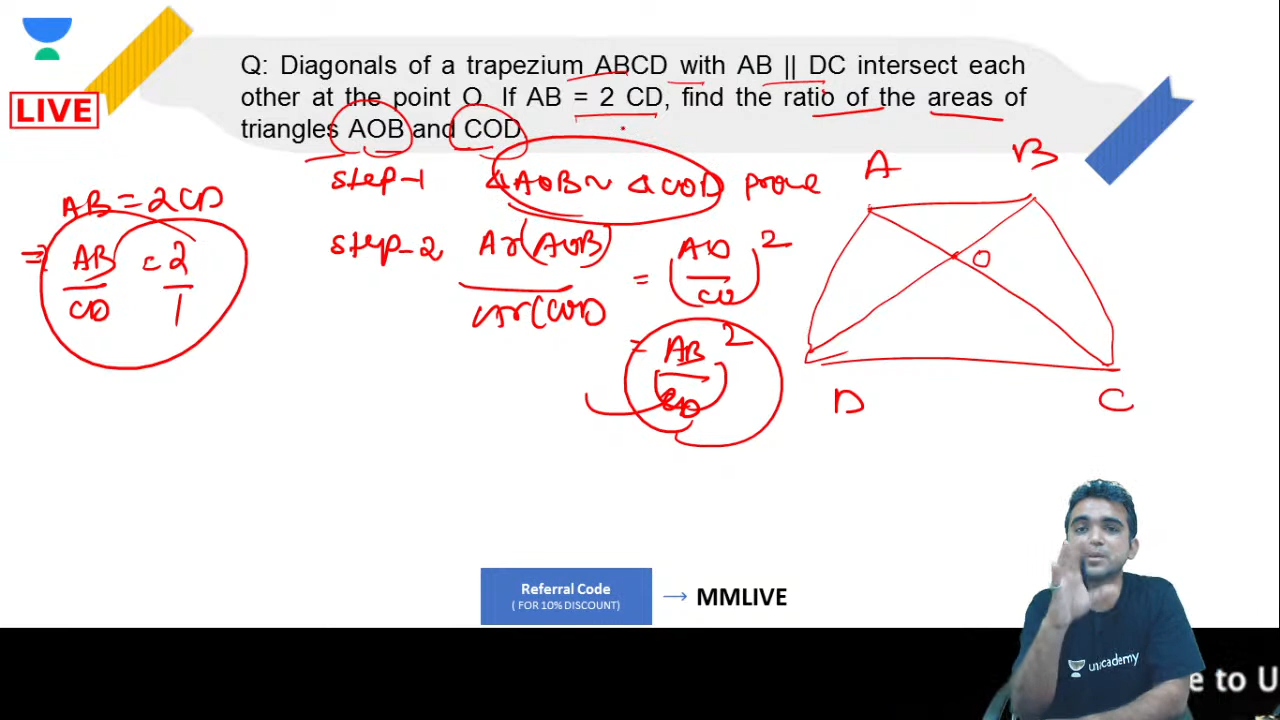 Q: Diagonals of a trapezium ABCD with AB || DC intersect each
other at the point O. If AB = 2 CD, find the ratio of the areas of
triangles AOB and COD
LIVE
step-1 △AOB ~ △COD prove
AB = 2CD
⇒ AB/CD = 2/1
step-2 Ar(AOB)/Ar(COD = (AO/CO)²
= (AB/CD)²
A
B
O
D
C
Referral Code
( FOR 10% DISCOUNT)
→ MMLIVE
unacademy
e to U